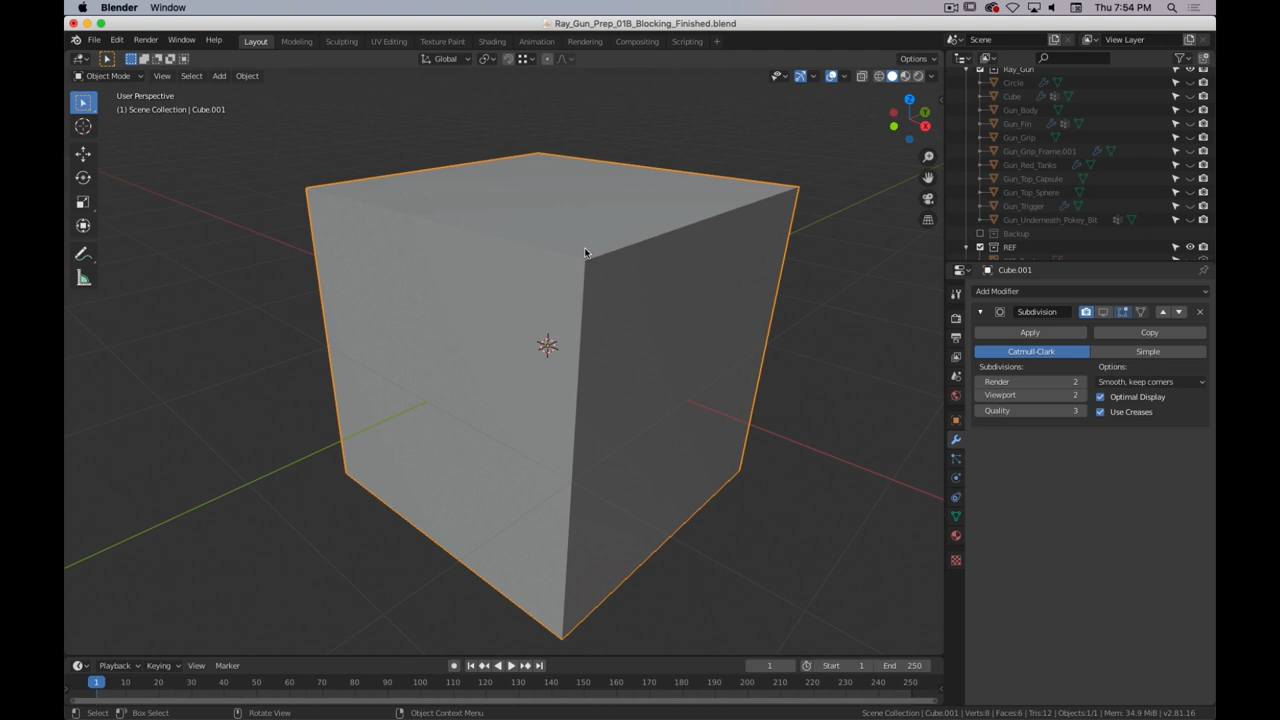 Blender Window Thu 7:54 PM
Ray_Gun_Prep_01B_Blocking_Finished.blend
File Edit Render Window Help Layout Modeling Sculpting UV Editing Texture Paint Shading Animation Rendering Compositing Scripting + Scene View Layer
Global Options
Object Mode View Select Add Object
User Perspective
(1) Scene Collection | Cube.001
Z
Y
X
Ray_Gun
Circle
Cube
Gun_Body
Gun_Fin
Gun_Grip
Gun_Grip_Frame.001
Gun_Red_Tanks
Gun_Top_Capsule
Gun_Top_Sphere
Gun_Trigger
Gun_Underneath_Pokey_Bit
Backup
REF
Cube.001
Add Modifier
Subdivision
Apply Copy
Catmull-Clark Simple
Subdivisions: Options:
Render 2 Smooth, keep corners
Viewport 2 Optimal Display
Quality 3 Use Creases
Playback Keying View Marker 1 Start 1 End 250
1 10 20 30 40 50 60 70 80 90 100 110 120 130 140 150 160 170 180 190 200 210 220 230 240 250
Select Box Select Rotate View Object Context Menu Scene Collection | Cube.001 | Verts:8 | Faces:6 | Tris:12 | Objects:1/1 | Mem: 34.9 MiB | v2.81.16